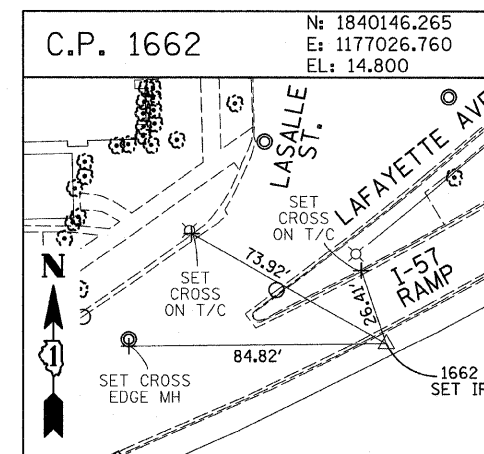 C.P. 1662
N: 1840146.265
E: 1177026.760
EL: 14.800
LASALLE
ST.
LAFAYETTE AVE
SET
CROSS
ON T/C
73.92'
SET
CROSS
ON T/C
I-57
RAMP
26.41'
N
1
84.82'
SET CROSS
EDGE MH
1662
SET IP